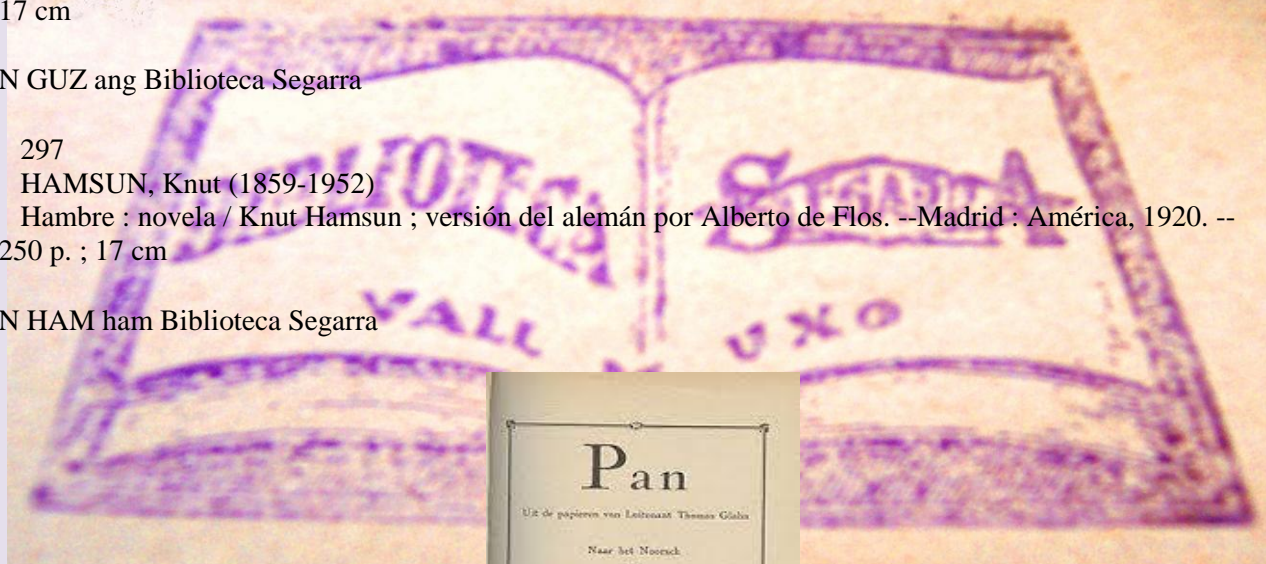 17 cm
N GUZ ang Biblioteca Segarra
297
HAMSUN, Knut (1859-1952)
Hambre : novela / Knut Hamsun ; versión del alemán por Alberto de Flos. --Madrid : América, 1920. --
250 p. ; 17 cm
N HAM ham Biblioteca Segarra
BIBLIOTECA SEGARRA
VALL UXO
Pan
Uit de papieren van Luitenant Thomas Glahn
Naar het Noorsch